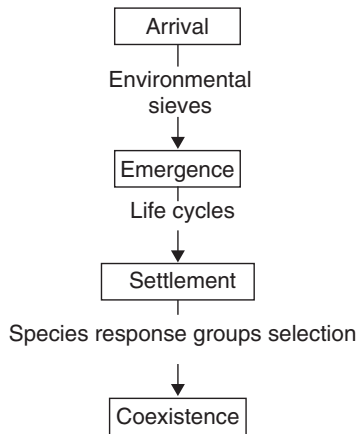 Arrival
Environmental
sieves
Emergence
Life cycles
Settlement
Species response groups selection
Coexistence